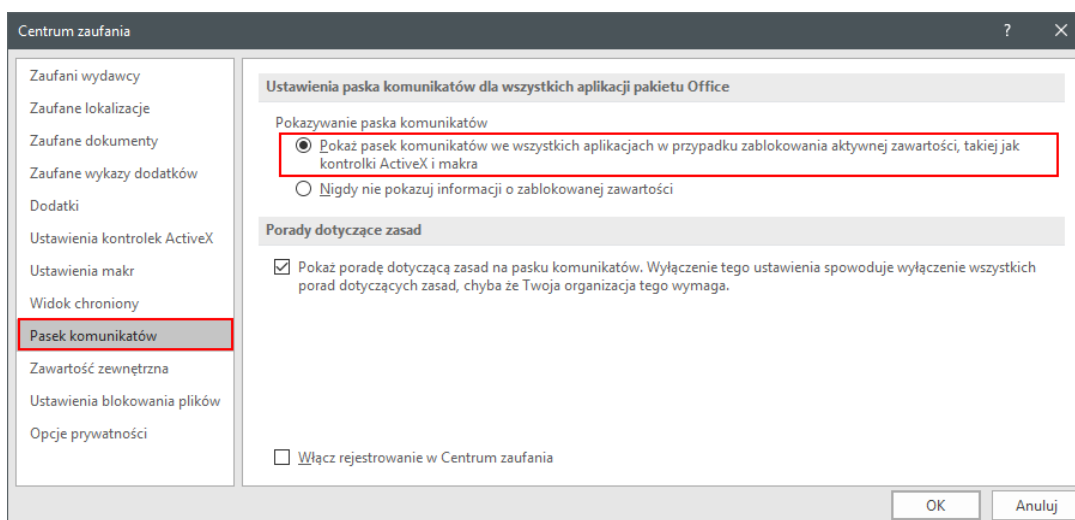 Centrum zaufania
?
Zaufani wydawcy
Zaufane lokalizacje
Zaufane dokumenty
Zaufane wykazy dodatków
Dodatki
Ustawienia kontrolek ActiveX
Ustawienia makr
Widok chroniony
Pasek komunikatów
Zawartość zewnętrzna
Ustawienia blokowania plików
Opcje prywatności
Ustawienia paska komunikatów dla wszystkich aplikacji pakietu Office
Pokazywanie paska komunikatów
Pokaż pasek komunikatów we wszystkich aplikacjach w przypadku zablokowania aktywnej zawartości, takiej jak
kontrolki ActiveX i makra
Nigdy nie pokazuj informacji o zablokowanej zawartości
Porady dotyczące zasad
Pokaż poradę dotyczącą zasad na pasku komunikatów. Wyłączenie tego ustawienia spowoduje wyłączenie wszystkich
porad dotyczących zasad, chyba że Twoja organizacja tego wymaga.
Włącz rejestrowanie w Centrum zaufania
OK
Anuluj